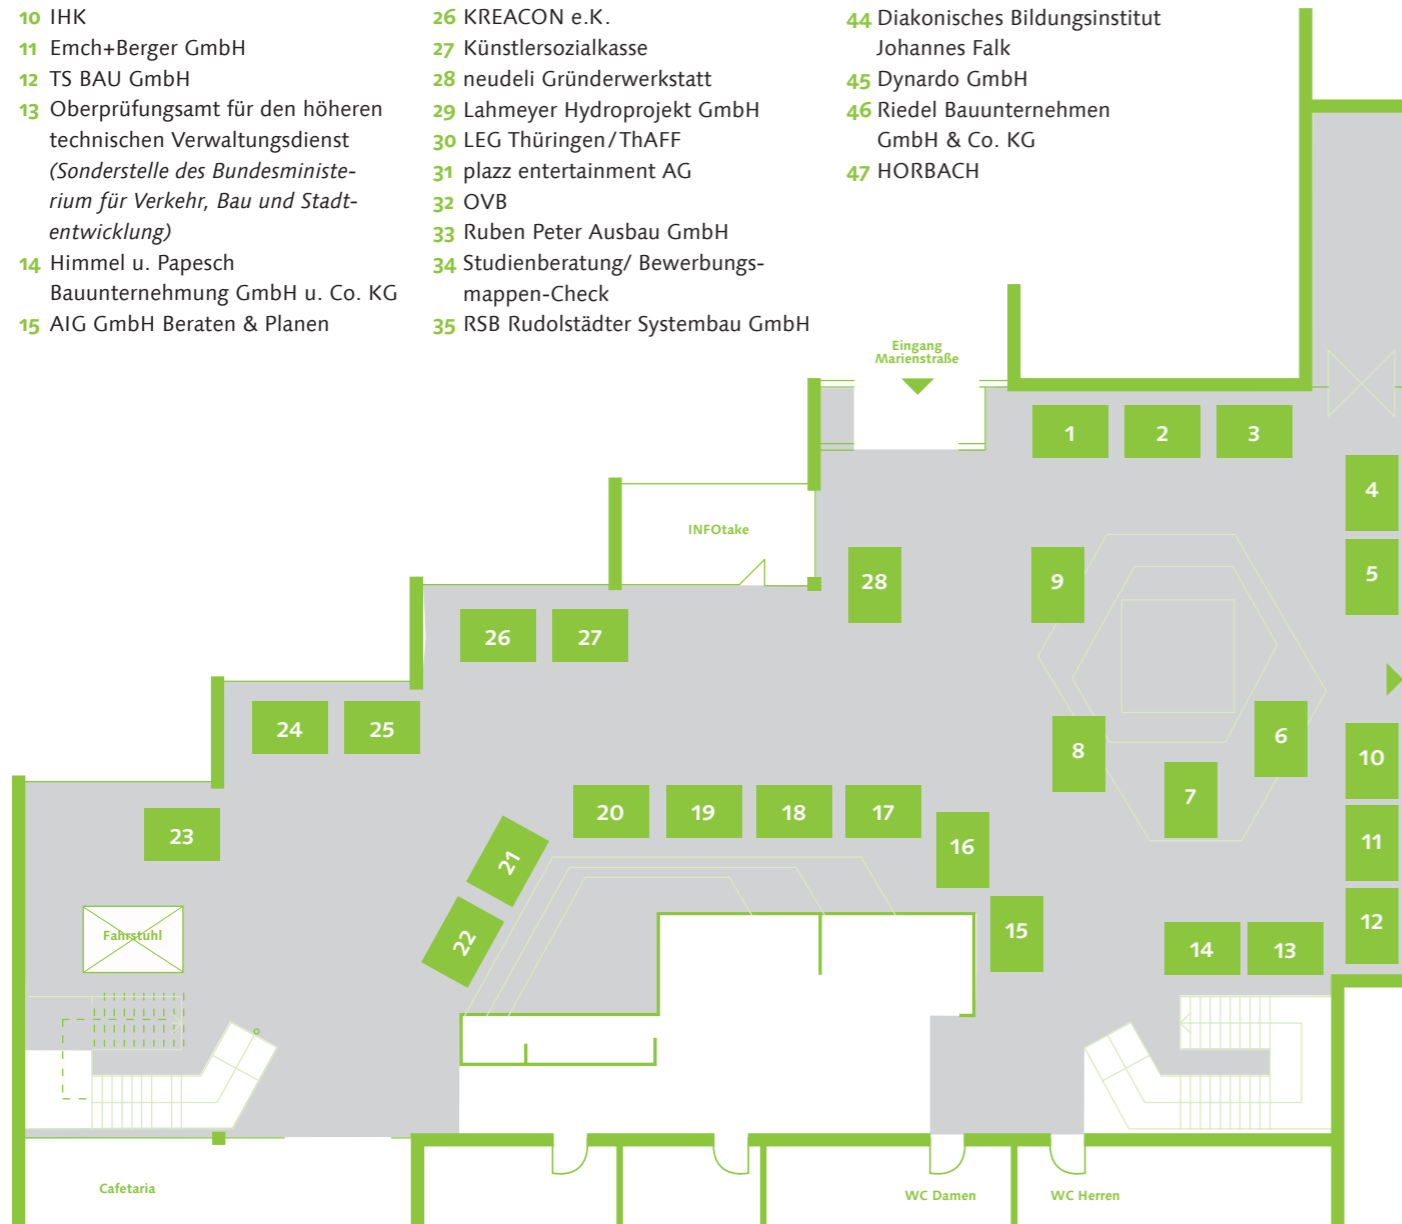 10 IHK
11 Emch+Berger GmbH
12 TS BAU GmbH
13 Oberprüfungsamt für den höheren
technischen Verwaltungsdienst
(Sonderstelle des Bundesministe-
rium für Verkehr, Bau und Stadt-
entwicklung)
14 Himmel u. Papesch
Bauunternehmung GmbH u. Co. KG
15 AIG GmbH Beraten & Planen
26 KREACON e.K.
27 Künstlersozialkasse
28 neudeli Gründerwerkstatt
29 Lahmeyer Hydroprojekt GmbH
30 LEG Thüringen/ThAFF
31 plazz entertainment AG
32 OVB
33 Ruben Peter Ausbau GmbH
34 Studienberatung/ Bewerbungs-
mappen-Check
35 RSB Rudolstädter Systembau GmbH
44 Diakonisches Bildungsinstitut
Johannes Falk
45 Dynardo GmbH
46 Riedel Bauunternehmen
GmbH & Co. KG
47 HORBACH
Eingang
Marienstraße
1 2 3
4
INFOtake
28 9 5
26 27
24 25
8 6
10
7
23
20 19 18 17
11
16
21
12
15
22
14 13
Fahrstuhl
Cafetaria
WC Damen
WC Herren